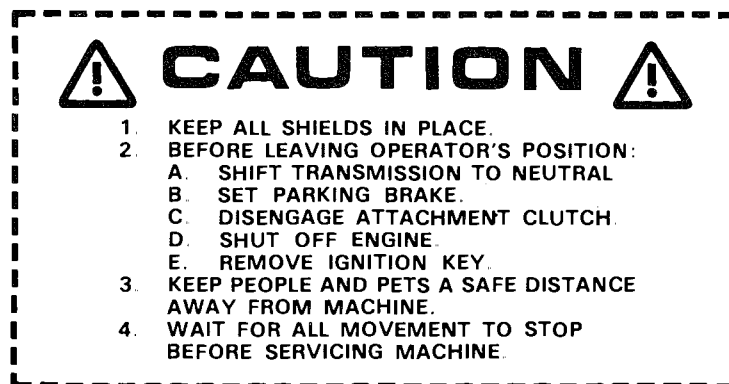 CAUTION
1. KEEP ALL SHIELDS IN PLACE.
2. BEFORE LEAVING OPERATOR'S POSITION:
A. SHIFT TRANSMISSION TO NEUTRAL
B. SET PARKING BRAKE.
C. DISENGAGE ATTACHMENT CLUTCH.
D. SHUT OFF ENGINE.
E. REMOVE IGNITION KEY.
3. KEEP PEOPLE AND PETS A SAFE DISTANCE
AWAY FROM MACHINE.
4. WAIT FOR ALL MOVEMENT TO STOP
BEFORE SERVICING MACHINE.